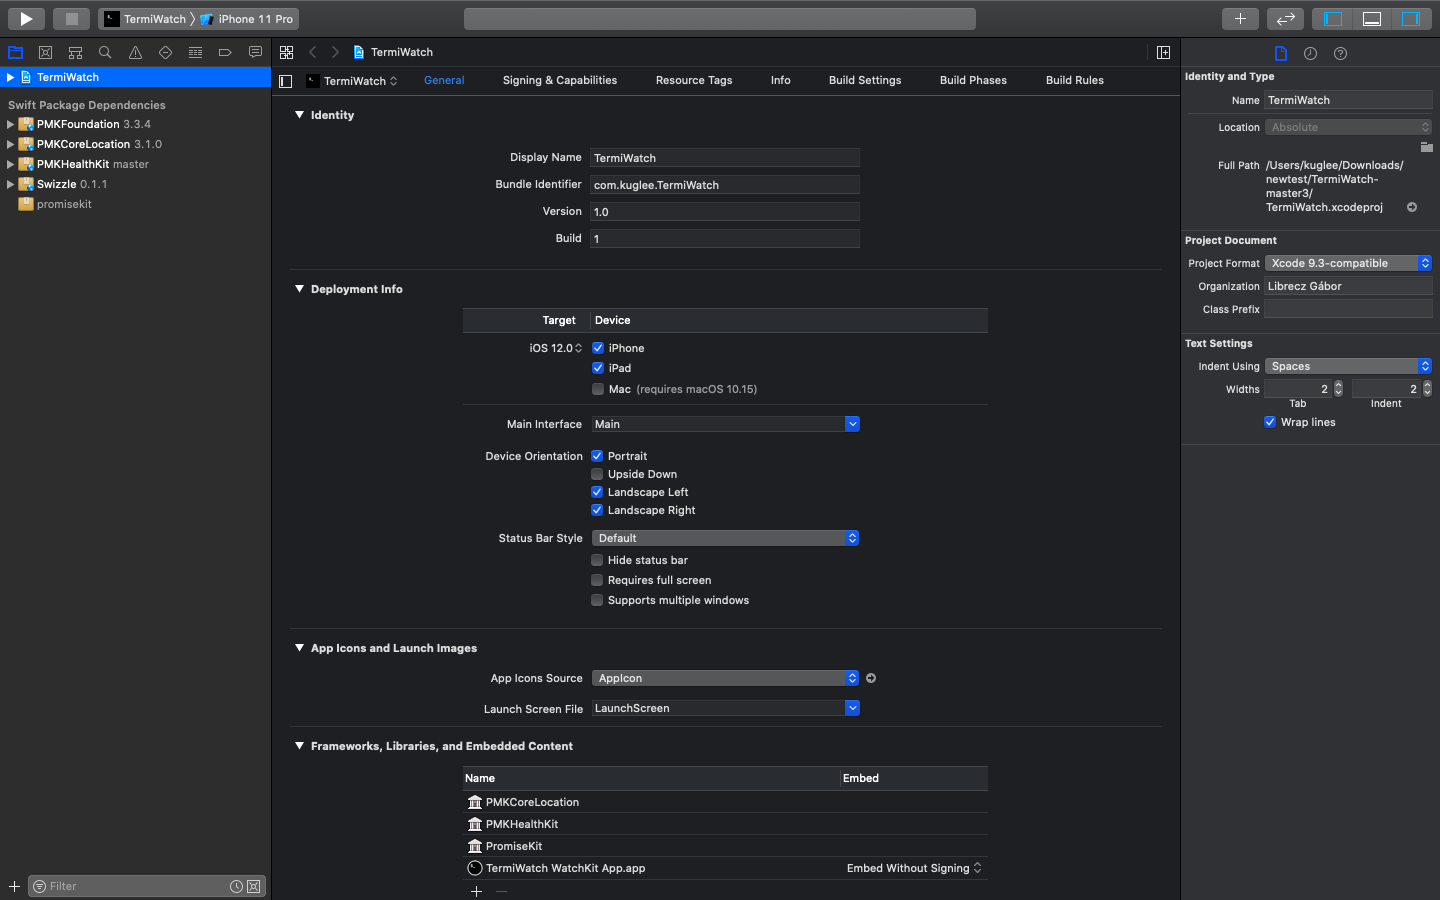 TermiWatch
iPhone 11 Pro
TermiWatch
Swift Package Dependencies
PMKFoundation 3.3.4
PMKCoreLocation 3.1.0
PMKHealthKit master
Swizzle 0.1.1
promisekit
Filter
TermiWatch
TermiWatch
General
Signing & Capabilities
Resource Tags
Info
Build Settings
Build Phases
Build Rules
Identity
Display Name TermiWatch
Bundle Identifier com.kuglee.TermiWatch
Version 1.0
Build 1
Deployment Info
Target Device
iOS 12.0 iPhone
iPad
Mac (requires macOS 10.15)
Main Interface Main
Device Orientation Portrait
Upside Down
Landscape Left
Landscape Right
Status Bar Style Default
Hide status bar
Requires full screen
Supports multiple windows
App Icons and Launch Images
App Icons Source AppIcon
Launch Screen File LaunchScreen
Frameworks, Libraries, and Embedded Content
Name Embed
PMKCoreLocation
PMKHealthKit
PromiseKit
TermiWatch WatchKit App.app Embed Without Signing
Identity and Type
Name TermiWatch
Location Absolute
Full Path /Users/kuglee/Downloads/
newtest/TermiWatch-
master3/
TermiWatch.xcodeproj
Project Document
Project Format Xcode 9.3-compatible
Organization Librecz Gábor
Class Prefix
Text Settings
Indent Using Spaces
Widths 2 2
Tab Indent
Wrap lines